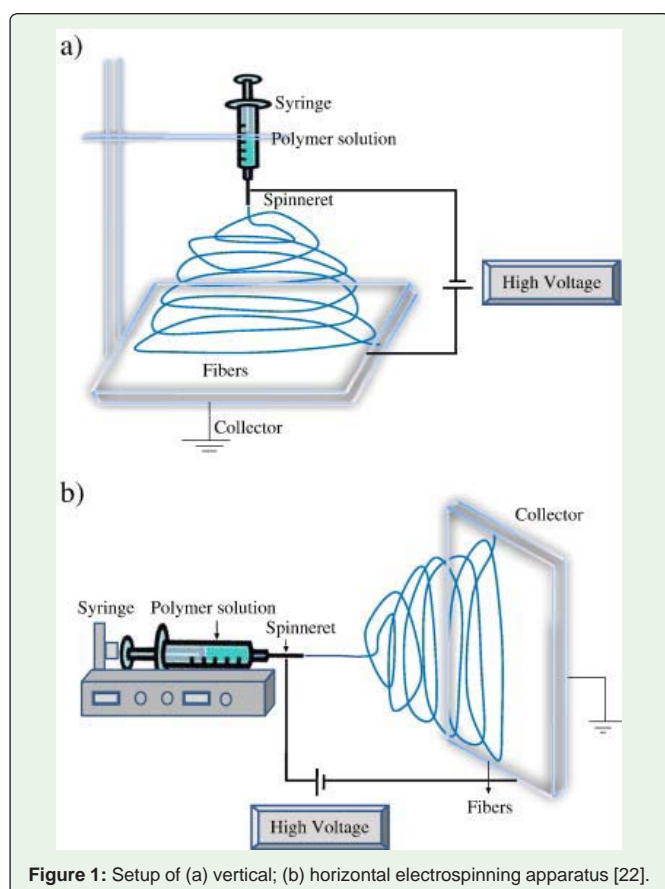 a)
Syringe
Polymer solution
Spinneret
High Voltage
Fibers
Collector
b)
Collector
Syringe
Polymer solution
Spinneret
Fibers
High Voltage
Figure 1: Setup of (a) vertical; (b) horizontal electrospinning apparatus [22].